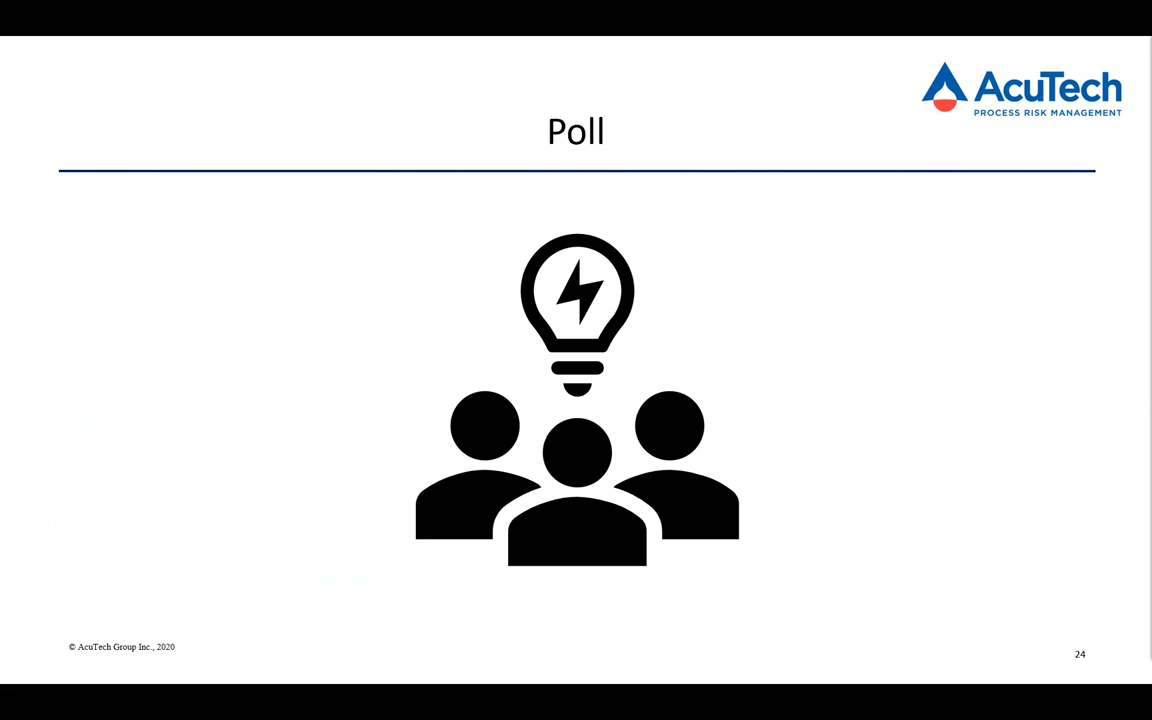 AcuTech
PROCESS RISK MANAGEMENT
Poll
© AcuTech Group Inc., 2020
24